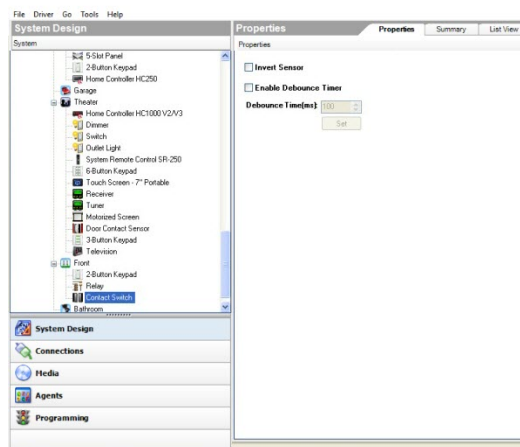 File Driver Go Tools Help
System Design
System
5-Slot Panel
2-Button Keypad
Home Controller HC250
Garage
Theater
Home Controller HC1000 V2/V3
Dimmer
Switch
Outlet Light
System Remote Control SR-250
6-Button Keypad
Touch Screen - 7" Portable
Receiver
Tuner
Motorized Screen
Door Contact Sensor
3-Button Keypad
Television
Front
2-Button Keypad
Relay
Contact Switch
Bathroom
System Design
Connections
Media
Agents
Programming
Properties Properties Summary List View
Properties
Invert Sensor
Enable Debounce Timer
Debounce Time(ms): 100
Set